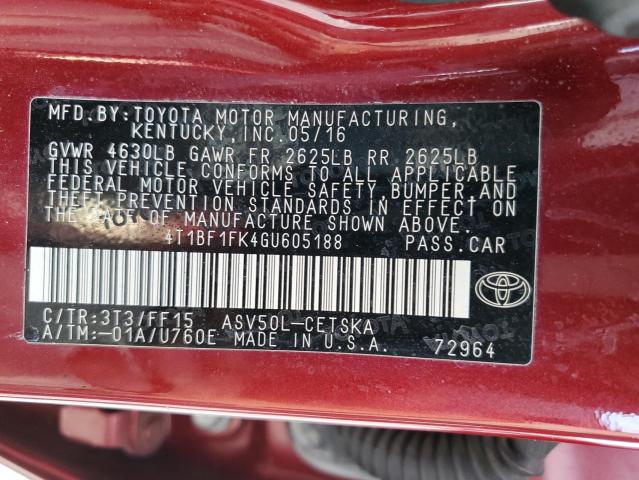 MFD BY:TOYOTA MOTOR MANUFACTURING,
KENTUCKY, INC. 05/16
GVWR 4630LB GAWR FR 2625LB RR 2625LB
THIS VEHICLE CONFORMS TO ALL APPLICABLE
FEDERAL MOTOR VEHICLE SAFETY BUMPER AND
THEFT PREVENTION STANDARDS IN EFFECT ON
THE DATE OF MANUFACTURE SHOWN ABOVE.
4T1BF1FK4GU605188 PASS.CAR
C/TR:3T3/FF15 ASV50L-CETSKA
A/TM:-01A/U760E MADE IN U.S.A. 72964